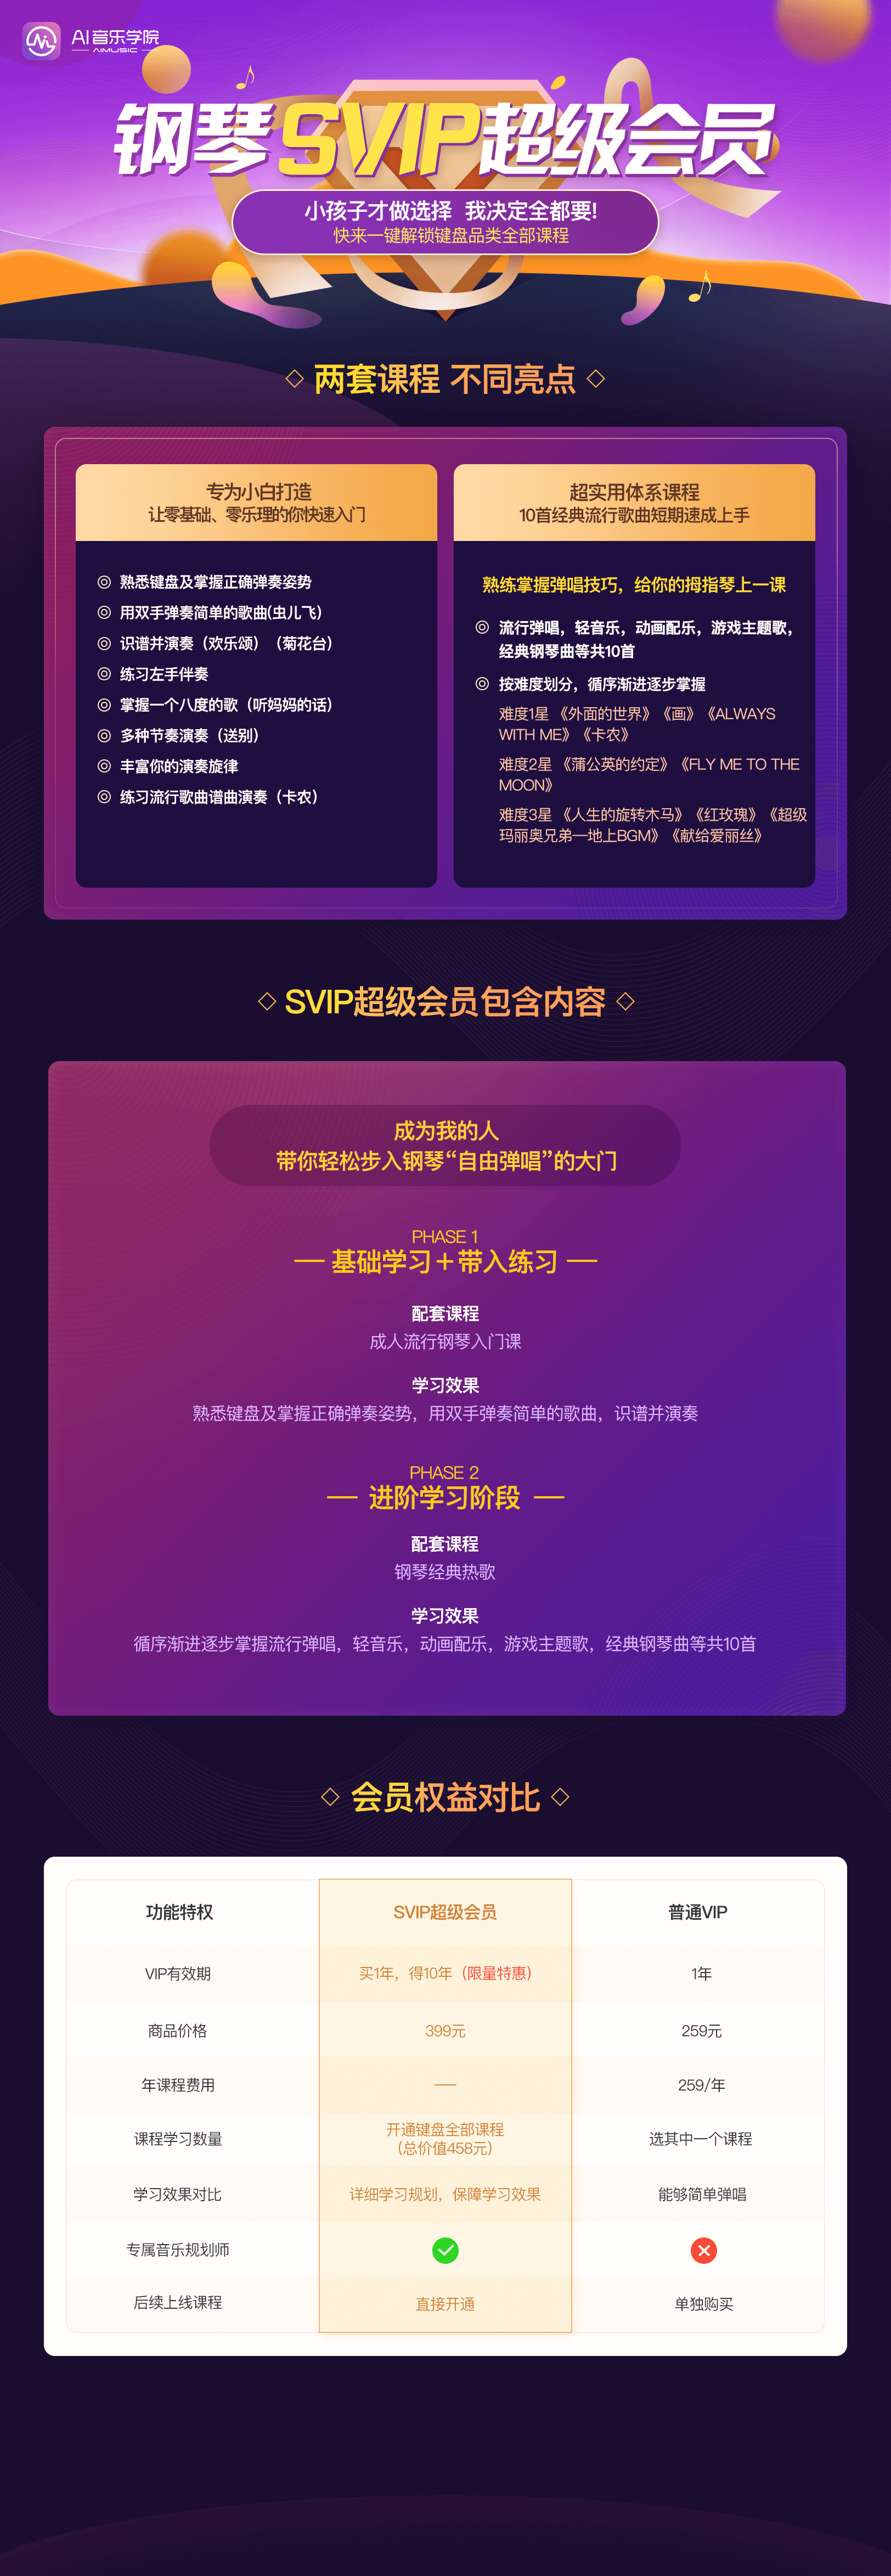 AI音乐学院
AIMUSIC
钢琴SVIP超级会员
小孩子才做选择 我决定全都要!
快来一键解锁键盘品类全部课程
两套课程 不同亮点
专为小白打造
让零基础、零乐理的你快速入门
熟悉键盘及掌握正确弹奏姿势
用双手弹奏简单的歌曲(虫儿飞)
识谱并演奏（欢乐颂）（菊花台）
练习左手伴奏
掌握一个八度的歌（听妈妈的话）
多种节奏演奏（送别）
丰富你的演奏旋律
练习流行歌曲谱曲演奏（卡农）
超实用体系课程
10首经典流行歌曲短期速成上手
熟练掌握弹唱技巧，给你的拇指琴上一课
流行弹唱，轻音乐，动画配乐，游戏主题歌，
经典钢琴曲等共10首
按难度划分，循序渐进逐步掌握
难度1星 《外面的世界》《画》《ALWAYS
WITH ME》《卡农》
难度2星 《蒲公英的约定》《FLY ME TO THE
MOON》
难度3星 《人生的旋转木马》《红玫瑰》《超级
玛丽奥兄弟—地上BGM》《献给爱丽丝》
SVIP超级会员包含内容
成为我的人
带你轻松步入钢琴“自由弹唱”的大门
PHASE 1
— 基础学习＋带入练习 —
配套课程
成人流行钢琴入门课
学习效果
熟悉键盘及掌握正确弹奏姿势，用双手弹奏简单的歌曲，识谱并演奏
PHASE 2
— 进阶学习阶段 —
配套课程
钢琴经典热歌
学习效果
循序渐进逐步掌握流行弹唱，轻音乐，动画配乐，游戏主题歌，经典钢琴曲等共10首
会员权益对比
功能特权 SVIP超级会员 普通VIP
VIP有效期 买1年，得10年（限量特惠） 1年
商品价格 399元 259元
年课程费用 — 259/年
课程学习数量 开通键盘全部课程 选其中一个课程
（总价值458元）
学习效果对比 详细学习规划，保障学习效果 能够简单弹唱
专属音乐规划师
后续上线课程 直接开通 单独购买